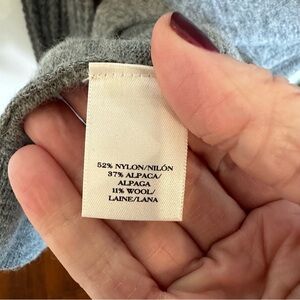 52% NYLON/NILÓN
37% ALPACA/
ALPAGA
11% WOOL/
LAINE/LANA